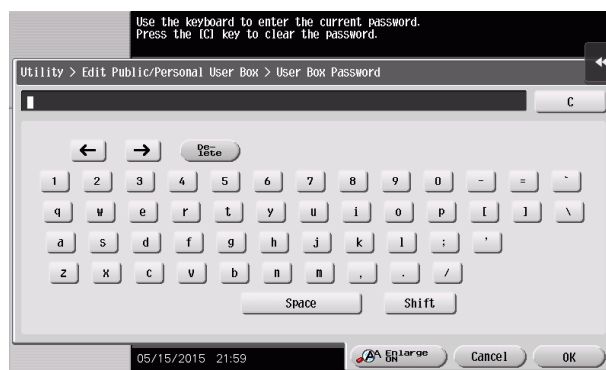 Use the keyboard to enter the current password.
Press the [C] key to clear the password.
Utility > Edit Public/Personal User Box > User Box Password
C
← → De-
lete
1 2 3 4 5 6 7 8 9 0 - = `
q w e r t y u i o p [ ] \
a s d f g h j k l ; '
z x c v b n m , . /
Space Shift
05/15/2015 21:59 AA Enlarge
ON Cancel OK